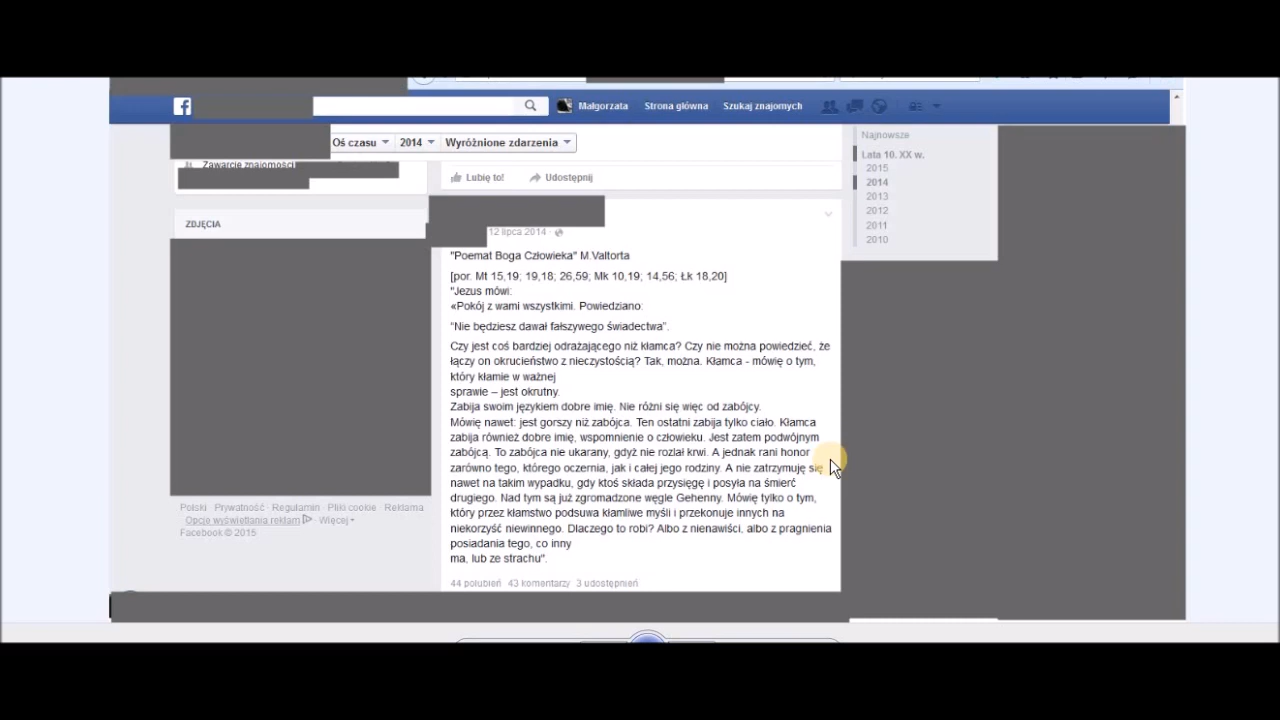 Małgorzata Strona główna Szukaj znajomych
Oś czasu 2014 Wyróżnione zdarzenia
Zawarcie znajomości
Lubię to! Udostępnij
ZDJĘCIA
12 lipca 2014 ·
"Poemat Boga Człowieka" M.Valtorta
[por. Mt 15,19; 19,18; 26,59; Mk 10,19; 14,56; Łk 18,20]
"Jezus mówi:
«Pokój z wami wszystkimi. Powiedziano:
"Nie będziesz dawał fałszywego świadectwa".
Czy jest coś bardziej odrażającego niż kłamca? Czy nie można powiedzieć, że
łączy on okrucieństwo z nieczystością? Tak, można. Kłamca - mówię o tym,
który kłamie w ważnej
sprawie – jest okrutny.
Zabija swoim językiem dobre imię. Nie różni się więc od zabójcy.
Mówię nawet: jest gorszy niż zabójca. Ten ostatni zabija tylko ciało. Kłamca
zabija również dobre imię, wspomnienie o człowieku. Jest zatem podwójnym
zabójcą. To zabójca nie ukarany, gdyż nie rozlał krwi. A jednak rani honor
zarówno tego, którego oczernia, jak i całej jego rodziny. A nie zatrzymuję się
nawet na takim wypadku, gdy ktoś składa przysięgę i posyła na śmierć
drugiego. Nad tym są już zgromadzone węgle Gehenny. Mówię tylko o tym,
który przez kłamstwo podsuwa kłamliwe myśli i przekonuje innych na
niekorzyść niewinnego. Dlaczego to robi? Albo z nienawiści, albo z pragnienia
posiadania tego, co inny
ma, lub ze strachu".
44 polubień 43 komentarzy 3 udostępnień
Polski · Prywatność · Regulamin · Pliki cookie · Reklama
Opcje wyświetlania reklam · Więcej
Facebook © 2015
Najnowsze
Lata 10. XX w.
2015
2014
2013
2012
2011
2010